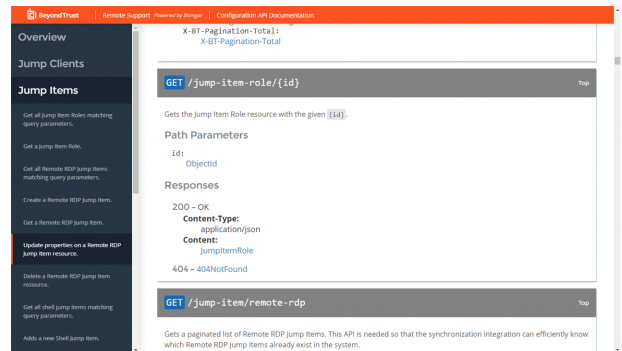 BeyondTrust
Remote Support Powered by Bomgar
Configuration API Documentation
Overview
Jump Clients
Jump Items
Get all Jump Item Roles matching
query parameters.
Get a Jump Item Role.
Get all Remote RDP Jump Items
matching query parameters.
Create a Remote RDP Jump Item.
Get a Remote RDP Jump Item.
Update properties on a Remote RDP
Jump Item resource.
Delete a Remote RDP Jump Item
resource.
Get all shell jump items matching
query parameters.
Adds a new Shell Jump Item.
X-BT-Pagination-Total:
X-BT-Pagination-Total
GET /jump-item-role/{id}
Top
Gets the Jump Item Role resource with the given {id}.
Path Parameters
id:
ObjectId
Responses
200 – OK
Content-Type:
application/json
Content:
JumpItemRole
404 – 404NotFound
GET /jump-item/remote-rdp
Top
Gets a paginated list of Remote RDP Jump Items. This API is needed so that the synchronization integration can efficiently know
which Remote RDP Jump Items already exist in the system.